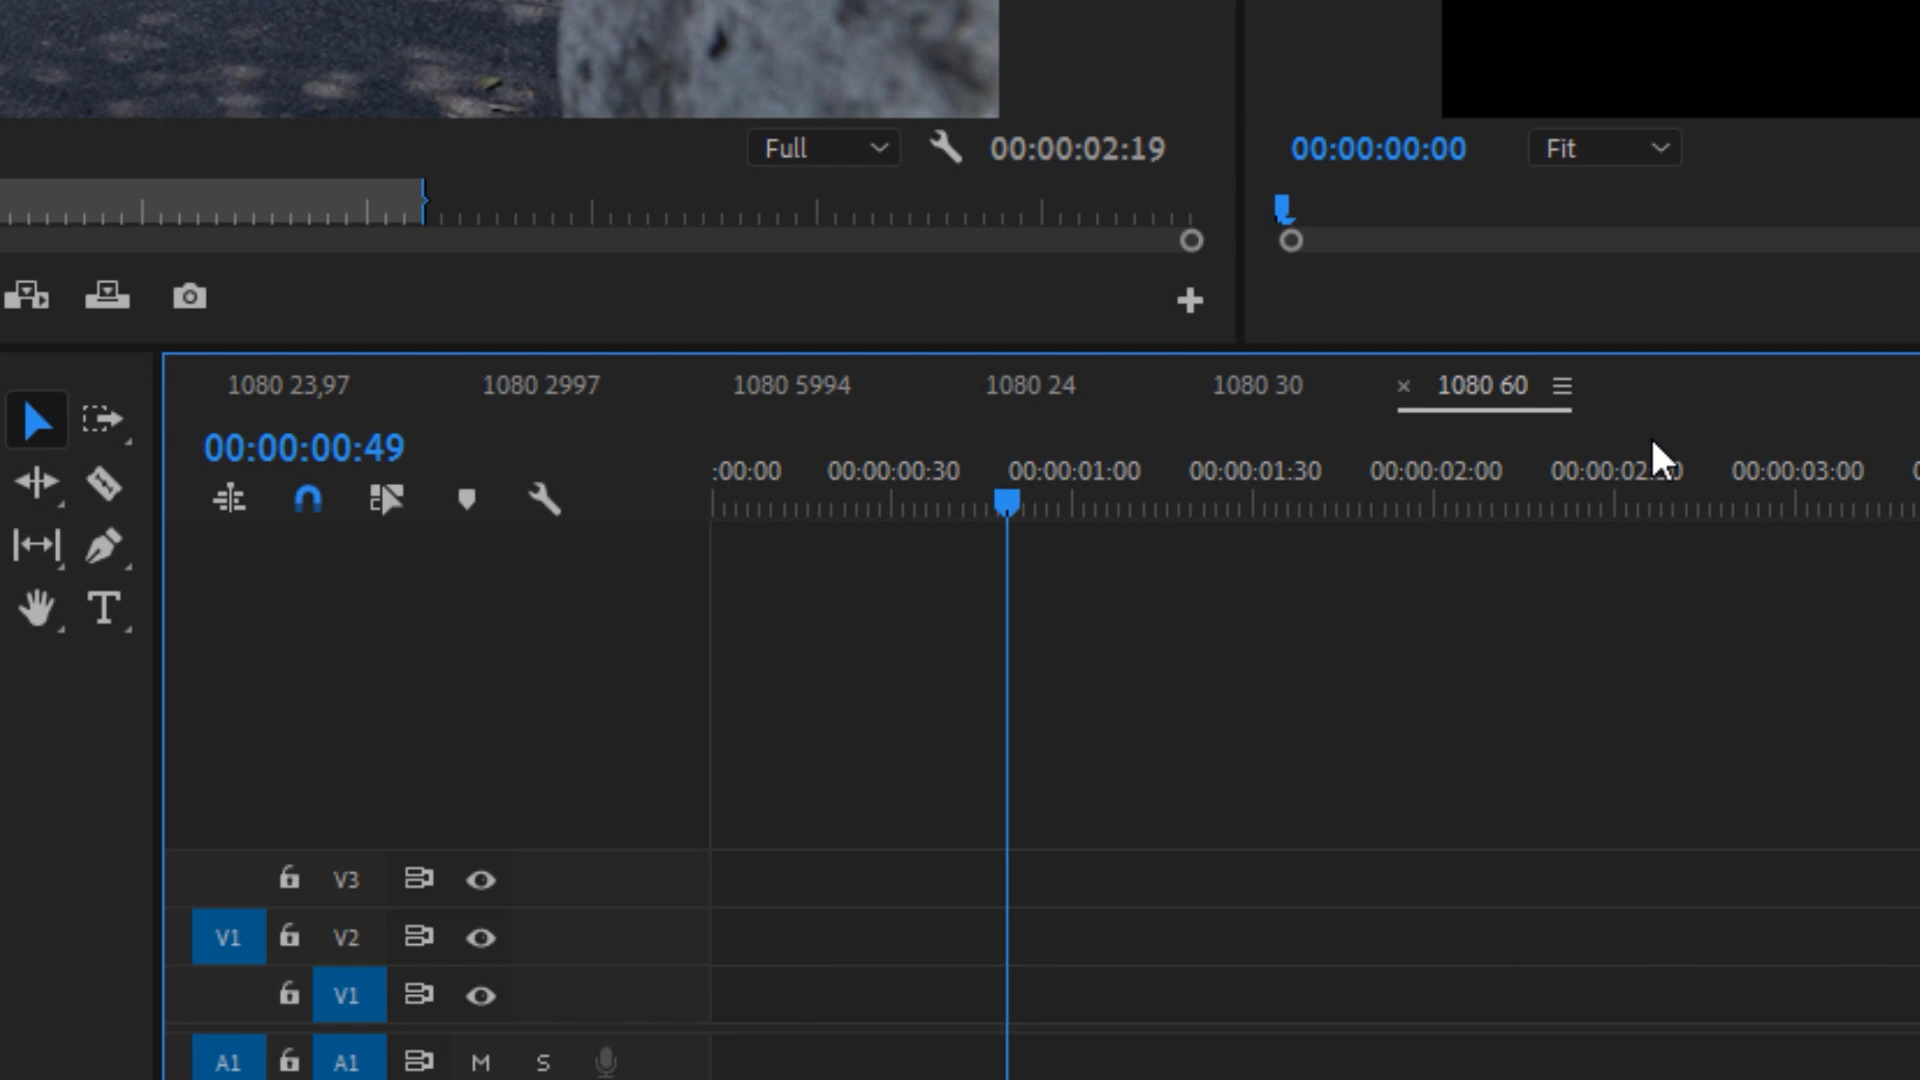 Full 00:00:02:19 00:00:00:00 Fit
1080 23,97 1080 2997 1080 5994 1080 24 1080 30 × 1080 60
00:00:00:49
:00:00 00:00:00:30 00:00:01:00 00:00:01:30 00:00:02:00 00:00:03:00
T
V3
V1 V2
V1
A1 A1 M S